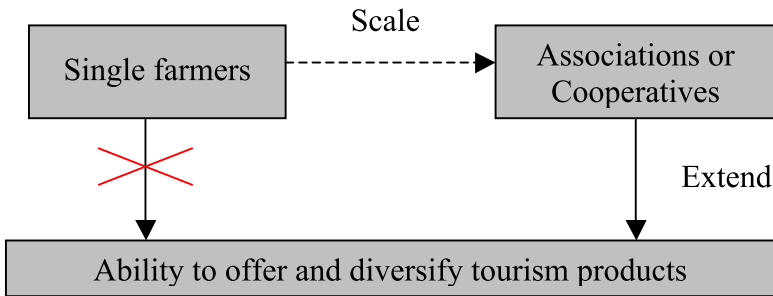 Scale
Single farmers
Associations or
Cooperatives
Extend
Ability to offer and diversify tourism products